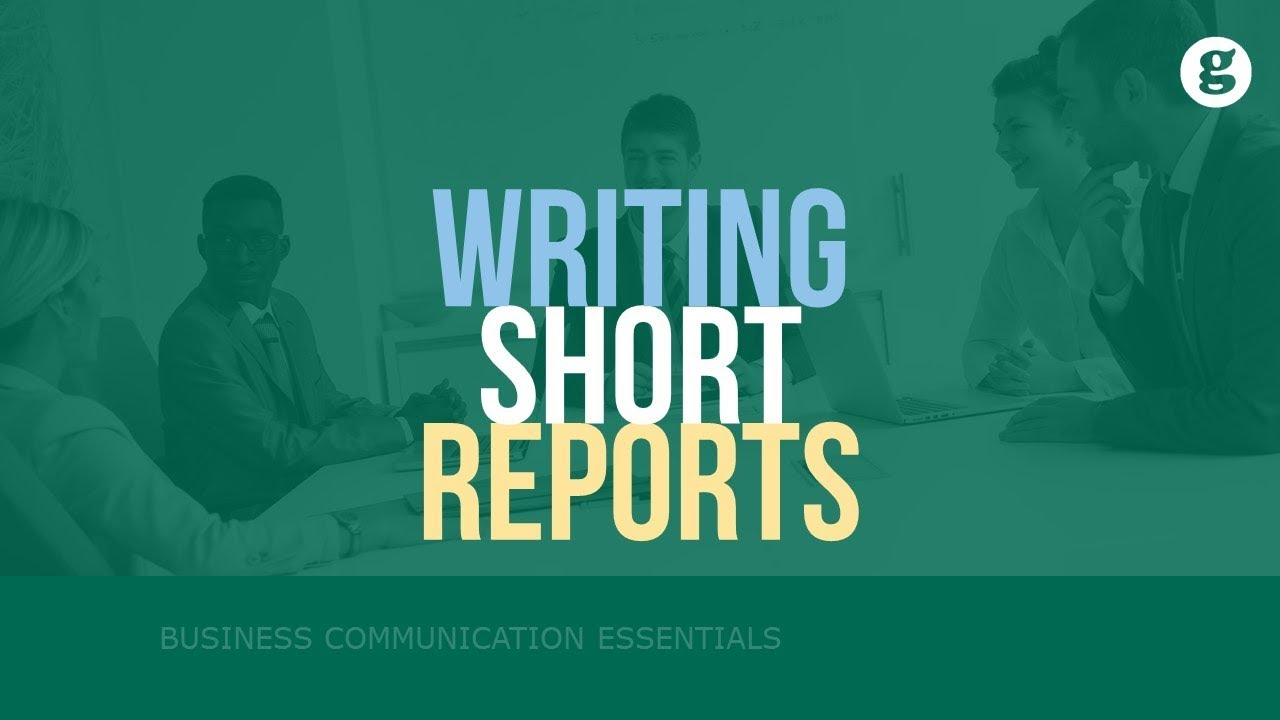 g
WRITING
SHORT
REPORTS
BUSINESS COMMUNICATION ESSENTIALS